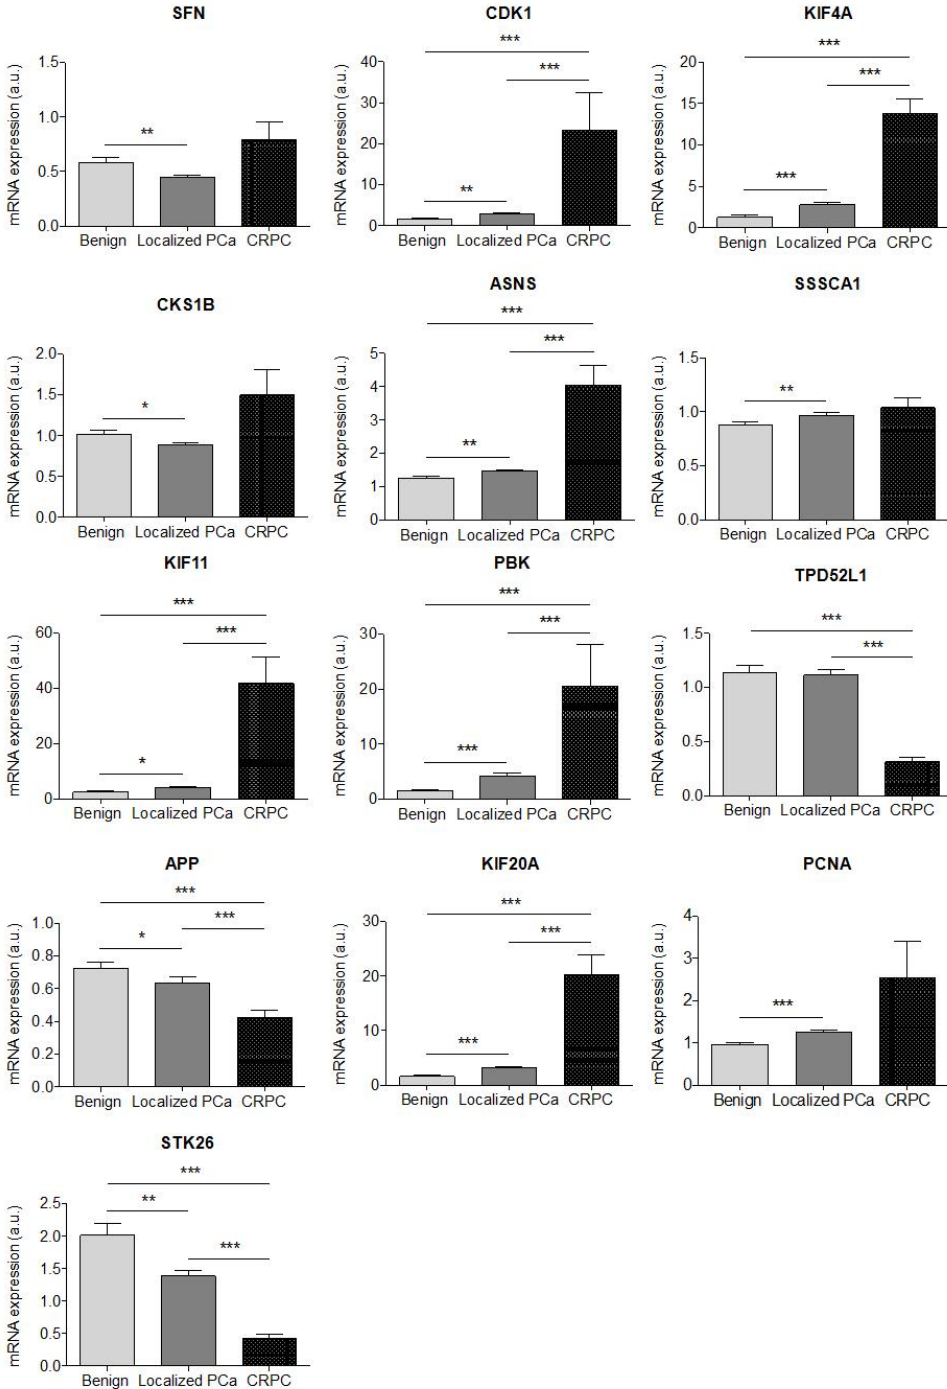 SFN
mRNA expression (a.u.)
1.5
1.0
0.5
0.0
**
Benign Localized PCa CRPC
CDK1
mRNA expression (a.u.)
40
30
20
10
0
***
***
**
Benign Localized PCa CRPC
KIF4A
mRNA expression (a.u.)
20
15
10
5
0
***
***
***
Benign Localized PCa CRPC
CKS1B
mRNA expression (a.u.)
2.0
1.5
1.0
0.5
0.0
*
Benign Localized PCa CRPC
ASNS
mRNA expression (a.u.)
5
4
3
2
1
0
***
***
**
Benign Localized PCa CRPC
SSSCA1
mRNA expression (a.u.)
1.5
1.0
0.5
0.0
**
Benign Localized PCa CRPC
KIF11
mRNA expression (a.u.)
60
40
20
0
***
***
*
Benign Localized PCa CRPC
PBK
mRNA expression (a.u.)
30
20
10
0
***
***
***
Benign Localized PCa CRPC
TPD52L1
mRNA expression (a.u.)
1.5
1.0
0.5
0.0
***
***
Benign Localized PCa CRPC
APP
mRNA expression (a.u.)
1.0
0.8
0.6
0.4
0.2
0.0
***
***
*
Benign Localized PCa CRPC
KIF20A
mRNA expression (a.u.)
30
20
10
0
***
***
***
Benign Localized PCa CRPC
PCNA
mRNA expression (a.u.)
4
3
2
1
0
***
Benign Localized PCa CRPC
STK26
mRNA expression (a.u.)
2.5
2.0
1.5
1.0
0.5
0.0
***
**
***
Benign Localized PCa CRPC